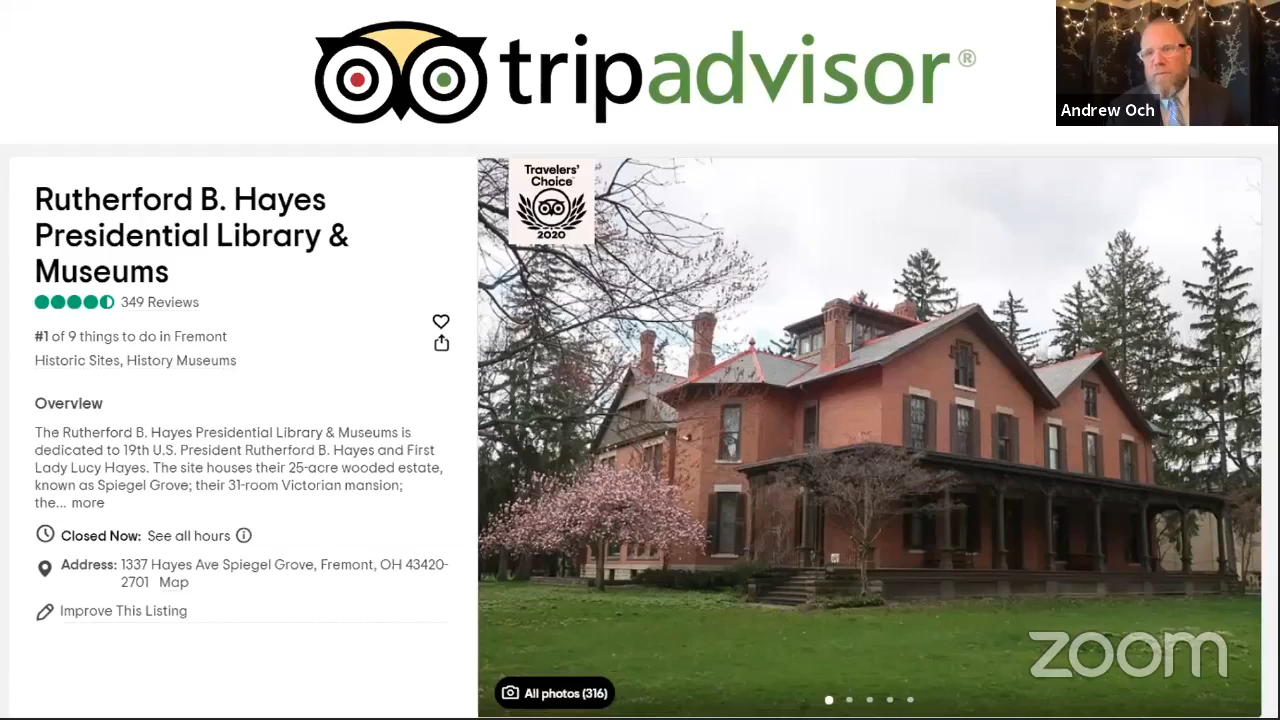 tripadvisor®
Andrew Och
Rutherford B. Hayes
Presidential Library &
Museums
349 Reviews
#1 of 9 things to do in Fremont
Historic Sites, History Museums
Overview
The Rutherford B. Hayes Presidential Library & Museums is
dedicated to 19th U.S. President Rutherford B. Hayes and First
Lady Lucy Hayes. The site houses their 25-acre wooded estate,
known as Spiegel Grove; their 31-room Victorian mansion;
the... more
Closed Now: See all hours
Address: 1337 Hayes Ave Spiegel Grove, Fremont, OH 43420-
2701 Map
Improve This Listing
Travelers'
Choice™
2020
All photos (316)
zoom